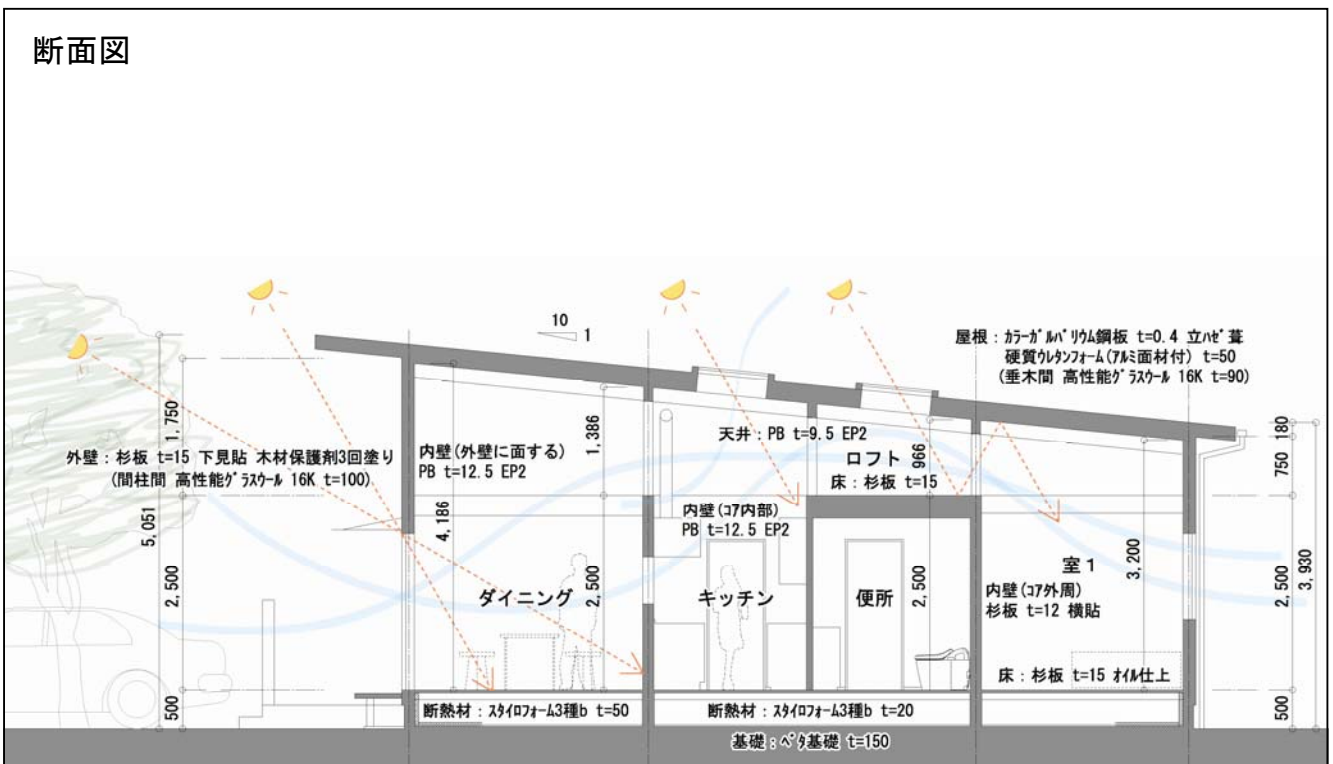 断面図
10
1
屋根：カラーガルバリウム鋼板 t=0.4 立ハゼ葺
硬質ウレタンフォーム(アルミ面材付) t=50
(垂木間 高性能グラスウール 16K t=90)
外壁：杉板 t=15 下見貼 木材保護剤3回塗り
(間柱間 高性能グラスウール 16K t=100)
内壁(外壁に面する)
PB t=12.5 EP2
天井：PB t=9.5 EP2
ロフト
床：杉板 t=15
内壁(コア内部)
PB t=12.5 EP2
室1
内壁(コア外周)
杉板 t=12 横貼
ダイニング
キッチン
便所
床：杉板 t=15 オイル仕上
断熱材：スタイロフォーム3種b t=50
断熱材：スタイロフォーム3種b t=20
基礎：ベタ基礎 t=150
5,051
1,750
2,500
500
4,186
1,386
2,500
966
2,500
3,200
180
750
2,500
500
3,930